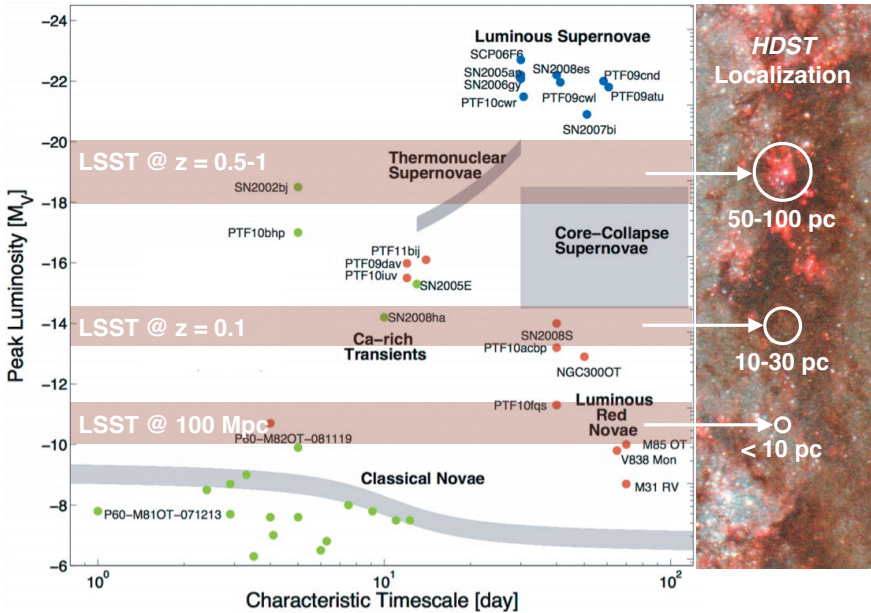 −24
−22
−20
−18
−16
−14
−12
−10
−8
−6
Peak Luminosity [M_V]
10^0
10^1
10^2
Characteristic Timescale [day]
Luminous Supernovae
SCP06F6
SN2005ap
SN2006gy
SN2008es
PTF09cnd
PTF10cwr
PTF09cwl
PTF09atu
SN2007bi
LSST @ z = 0.5-1
Thermonuclear
Supernovae
SN2002bj
PTF10bhp
Core−Collapse
Supernovae
PTF11bij
PTF09dav
PTF10iuv
SN2005E
LSST @ z = 0.1
SN2008ha
Ca−rich
Transients
SN2008S
PTF10acbp
NGC300OT
LSST @ 100 Mpc
PTF10fqs
Luminous
Red
Novae
P60−M82OT−081119
M85 OT
V838 Mon
M31 RV
Classical Novae
P60−M81OT−071213
HDST
Localization
50-100 pc
10-30 pc
< 10 pc